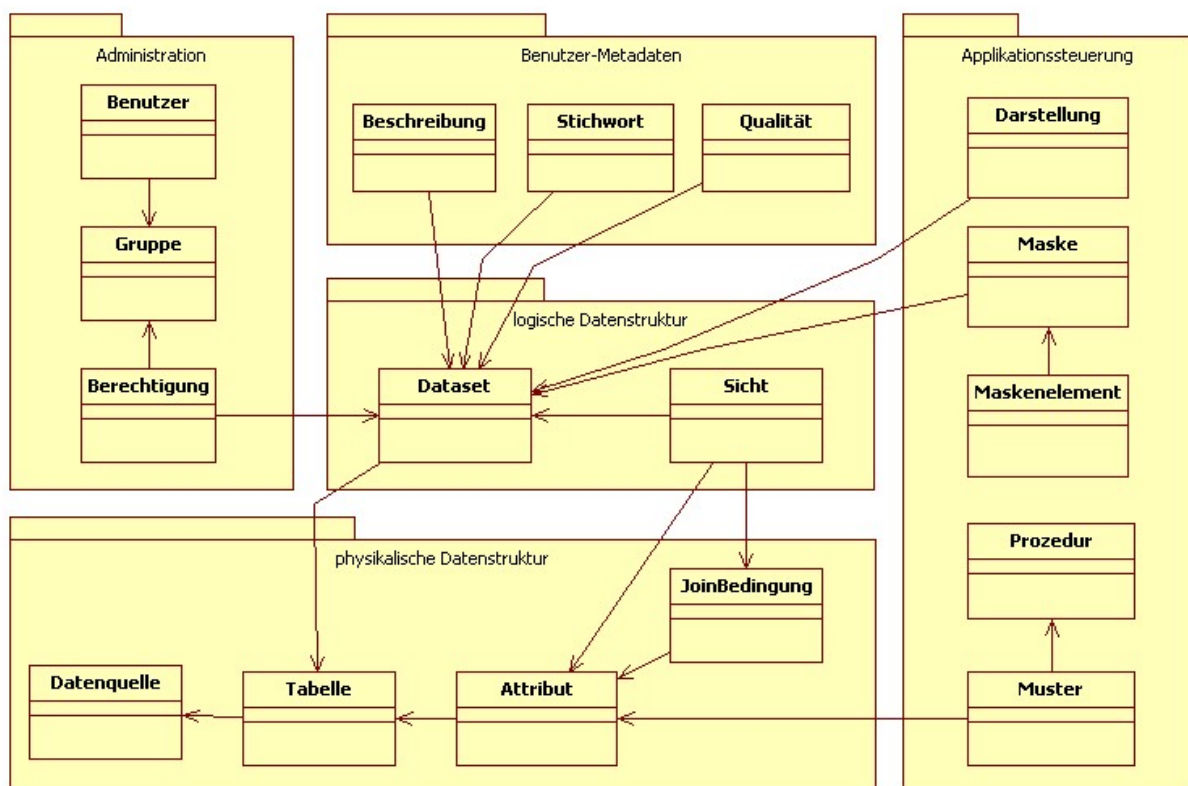 Administration
Benutzer
Gruppe
Berechtigung
Benutzer-Metadaten
Beschreibung
Stichwort
Qualität
logische Datenstruktur
Dataset
Sicht
Applikationssteuerung
Darstellung
Maske
Maskenelement
Prozedur
Muster
physikalische Datenstruktur
JoinBedingung
Datenquelle
Tabelle
Attribut